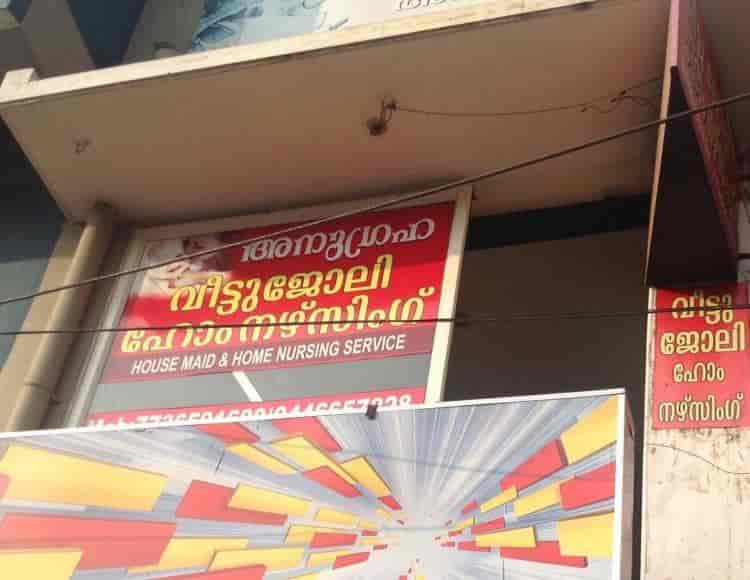 അനുഗ്രഹ
വീട്ടുജോലി
ഹോം നഴ്സിംഗ്
HOUSE MAID & HOME NURSING SERVICE
വീട്ടു
ജോലി
ഹോം
നഴ്സിംഗ്